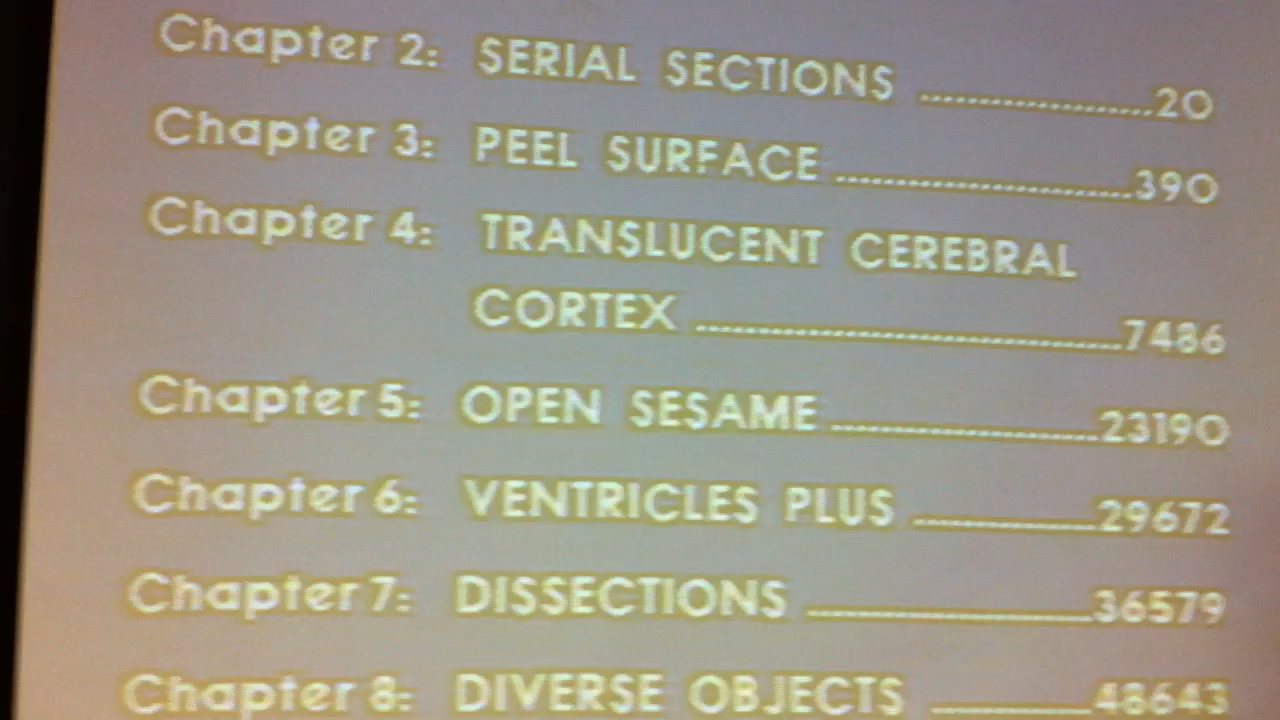 Chapter 2: SERIAL SECTIONS ....................20
Chapter 3: PEEL SURFACE ....................390
Chapter 4: TRANSLUCENT CEREBRAL
CORTEX ....................7486
Chapter 5: OPEN SESAME ....................23190
Chapter 6: VENTRICLES PLUS ....................29672
Chapter 7: DISSECTIONS ....................36579
Chapter 8: DIVERSE OBJECTS ....................48643